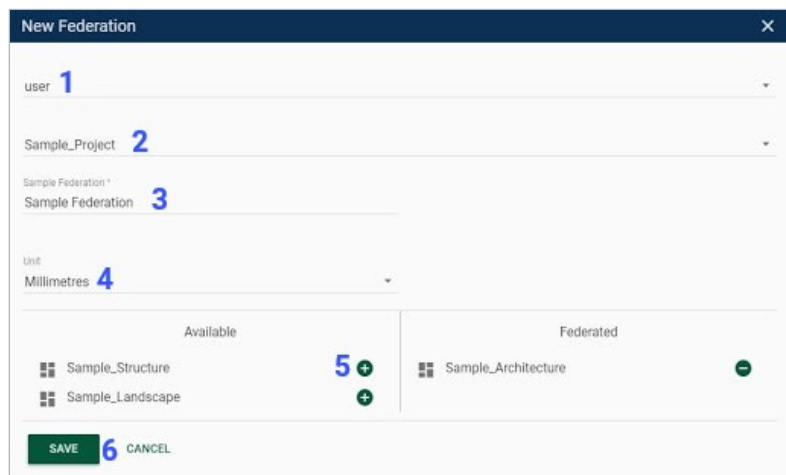 New Federation
user 1
Sample_Project 2
Sample Federation *
Sample Federation 3
Unit
Millimetres 4
Available
Federated
Sample_Structure 5
Sample_Architecture
Sample_Landscape
SAVE 6 CANCEL